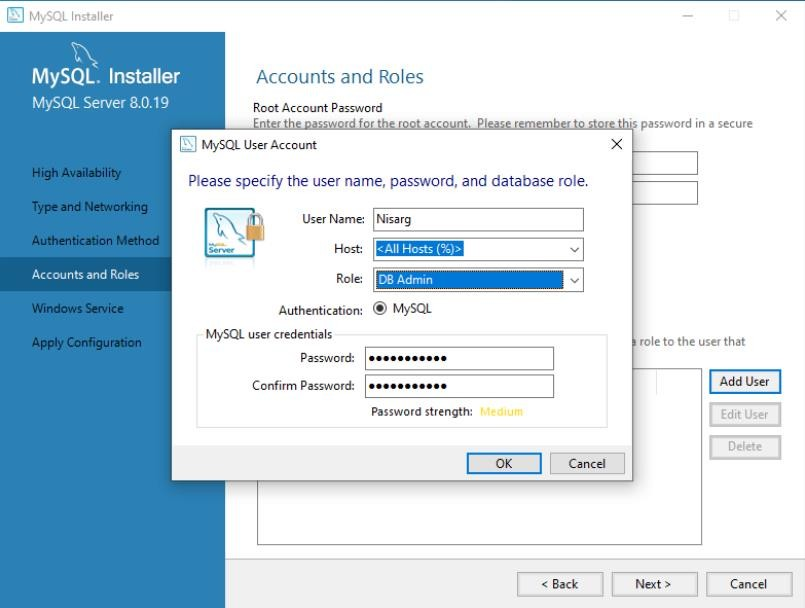 MySQL Installer
MySQL. Installer
MySQL Server 8.0.19
High Availability
Type and Networking
Authentication Method
Accounts and Roles
Windows Service
Apply Configuration
Accounts and Roles
Root Account Password
Enter the password for the root account. Please remember to store this password in a secure
MySQL User Account
Please specify the user name, password, and database role.
MySQL
Server
User Name: Nisarg
Host: <All Hosts (%)>
Role: DB Admin
Authentication: MySQL
MySQL user credentials
Password: ●●●●●●●●●●●
Confirm Password: ●●●●●●●●●●●
Password strength: Medium
OK Cancel
a role to the user that
Add User
Edit User
Delete
< Back Next > Cancel